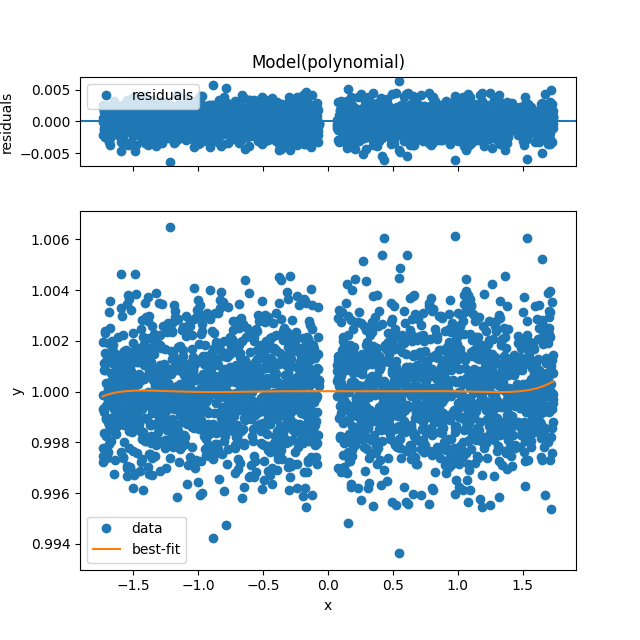 Model(polynomial)
residuals
0.005
0.000
−0.005
residuals
y
1.006
1.004
1.002
1.000
0.998
0.996
0.994
data
best-fit
−1.5 −1.0 −0.5 0.0 0.5 1.0 1.5
x